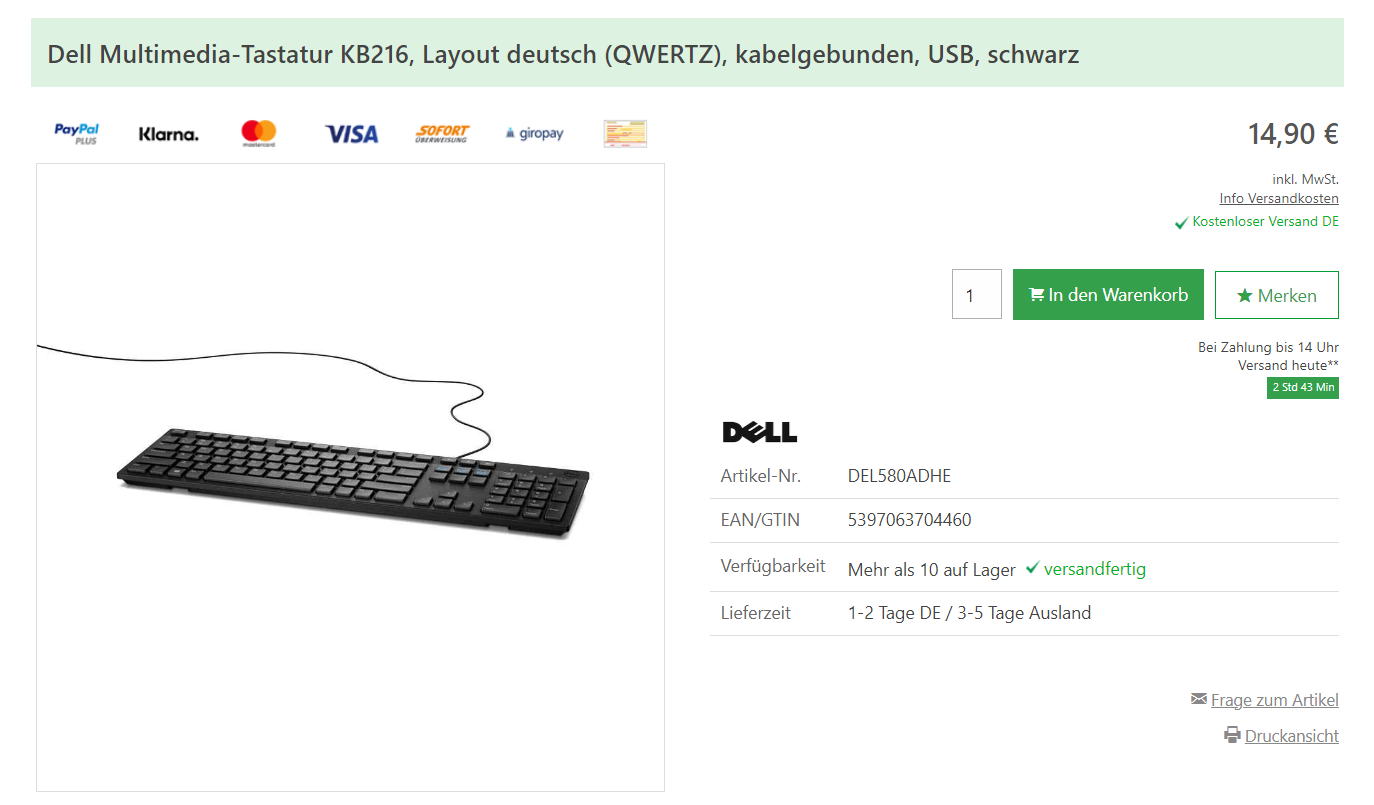 Dell Multimedia-Tastatur KB216, Layout deutsch (QWERTZ), kabelgebunden, USB, schwarz
PayPal
PLUS
Klarna.
mastercard
VISA
SOFORT
ÜBERWEISUNG
giropay
14,90 €
inkl. MwSt.
Info Versandkosten
Kostenloser Versand DE
1
In den Warenkorb
Merken
Bei Zahlung bis 14 Uhr
Versand heute**
2 Std 43 Min
DELL
Artikel-Nr. DEL580ADHE
EAN/GTIN 5397063704460
Verfügbarkeit Mehr als 10 auf Lager versandfertig
Lieferzeit 1-2 Tage DE / 3-5 Tage Ausland
Frage zum Artikel
Druckansicht